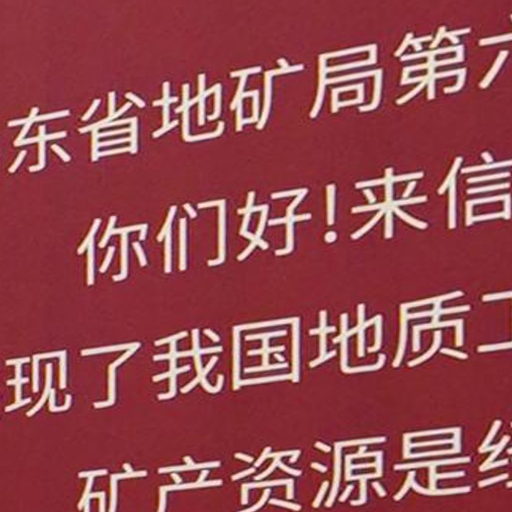 东省地矿局第六
你们好!来信
现了我国地质工
矿产资源是经